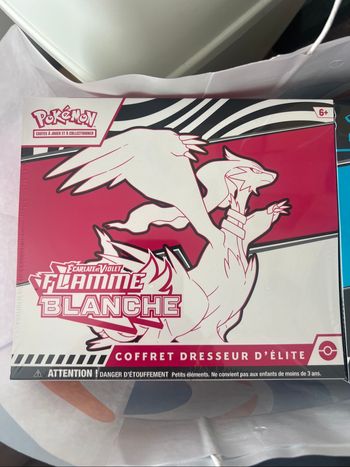 POKÉMON
CARTES À JOUER ET À COLLECTIONNER
6+
ÉCARLATE ET VIOLET
FLAMME
BLANCHE
COFFRET DRESSEUR D'ÉLITE
ATTENTION ! DANGER D'ÉTOUFFEMENT Petits éléments. Ne convient pas aux enfants de moins de 3 ans.